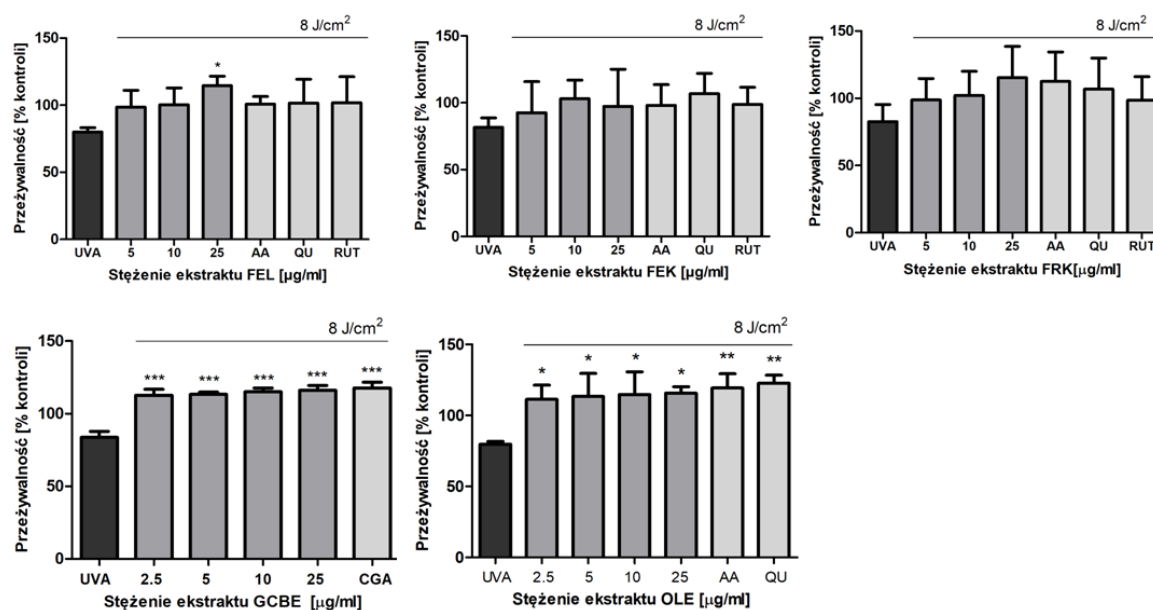 8 J/cm²
Przeżywalność [% kontroli]
150
*
100
50
0
UVA 5 10 25 AA QU RUT
Stężenie ekstraktu FEL [µg/ml]
8 J/cm²
Przeżywalność [% kontroli]
150
100
50
0
UVA 5 10 25 AA QU RUT
Stężenie ekstraktu FEK [µg/ml]
8 J/cm²
Przeżywalność [% kontroli]
150
100
50
0
UVA 5 10 25 AA QU RUT
Stężenie ekstraktu FRK[µg/ml]
8 J/cm²
Przeżywalność [% kontroli]
150
*** *** *** *** ***
100
50
0
UVA 2.5 5 10 25 CGA
Stężenie ekstraktu GCBE [µg/ml]
8 J/cm²
Przeżywalność [% kontroli]
150
* * * * ** **
100
50
0
UVA 2.5 5 10 25 AA QU
Stężenie ekstraktu OLE [µg/ml]